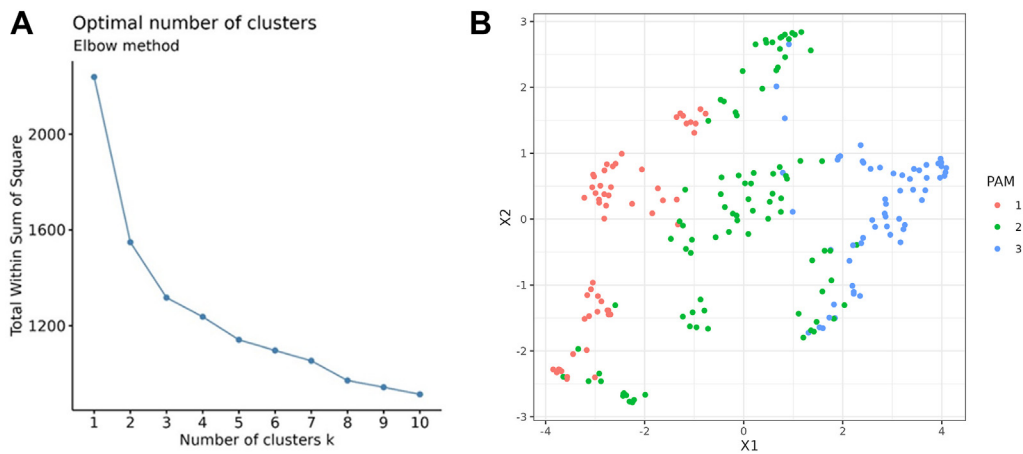 A
Optimal number of clusters
Elbow method
Total Within Sum of Square
2000
1600
1200
1 2 3 4 5 6 7 8 9 10
Number of clusters k
B
X2
3
2
1
0
-1
-2
-3
-4 -2 0 2 4
X1
PAM
1
2
3